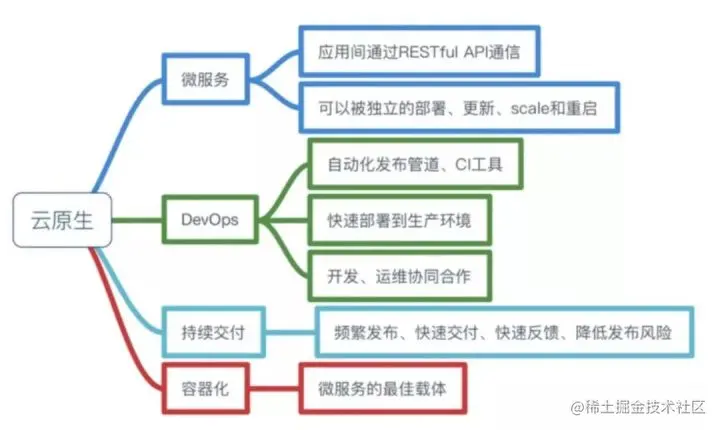 云原生
微服务
应用间通过RESTful API通信
可以被独立的部署、更新、scale和重启
DevOps
自动化发布管道、CI工具
快速部署到生产环境
开发、运维协同合作
持续交付
频繁发布、快速交付、快速反馈、降低发布风险
容器化
微服务的最佳载体
@稀土掘金技术社区